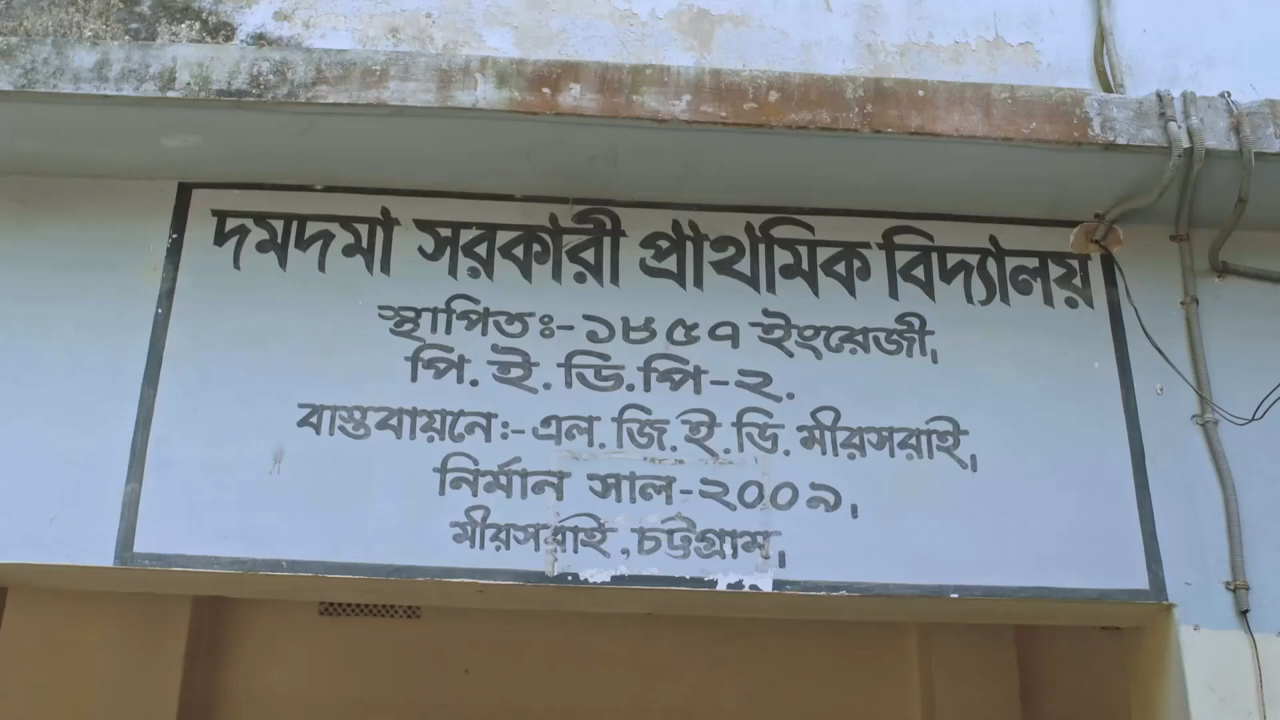 দমদমা সরকারী প্রাথমিক বিদ্যালয়
স্থাপিতঃ-১৮৫৭ ইংরেজী,
পি. ই. ডি. পি-২.
বাস্তবায়নেঃ-এল. জি. ই. ডি. মীরসরাই,
নির্মান সাল-২০০৯,
মীরসরাই, চট্টগ্রাম,